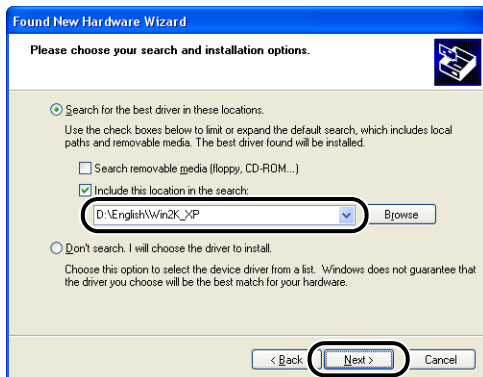 Found New Hardware Wizard
Please choose your search and installation options.
Search for the best driver in these locations.
Use the check boxes below to limit or expand the default search, which includes local
paths and removable media. The best driver found will be installed.
Search removable media (floppy, CD-ROM...)
Include this location in the search:
D:\English\Win2K_XP
Browse
Don't search. I will choose the driver to install.
Choose this option to select the device driver from a list. Windows does not guarantee that
the driver you choose will be the best match for your hardware.
< Back Next > Cancel